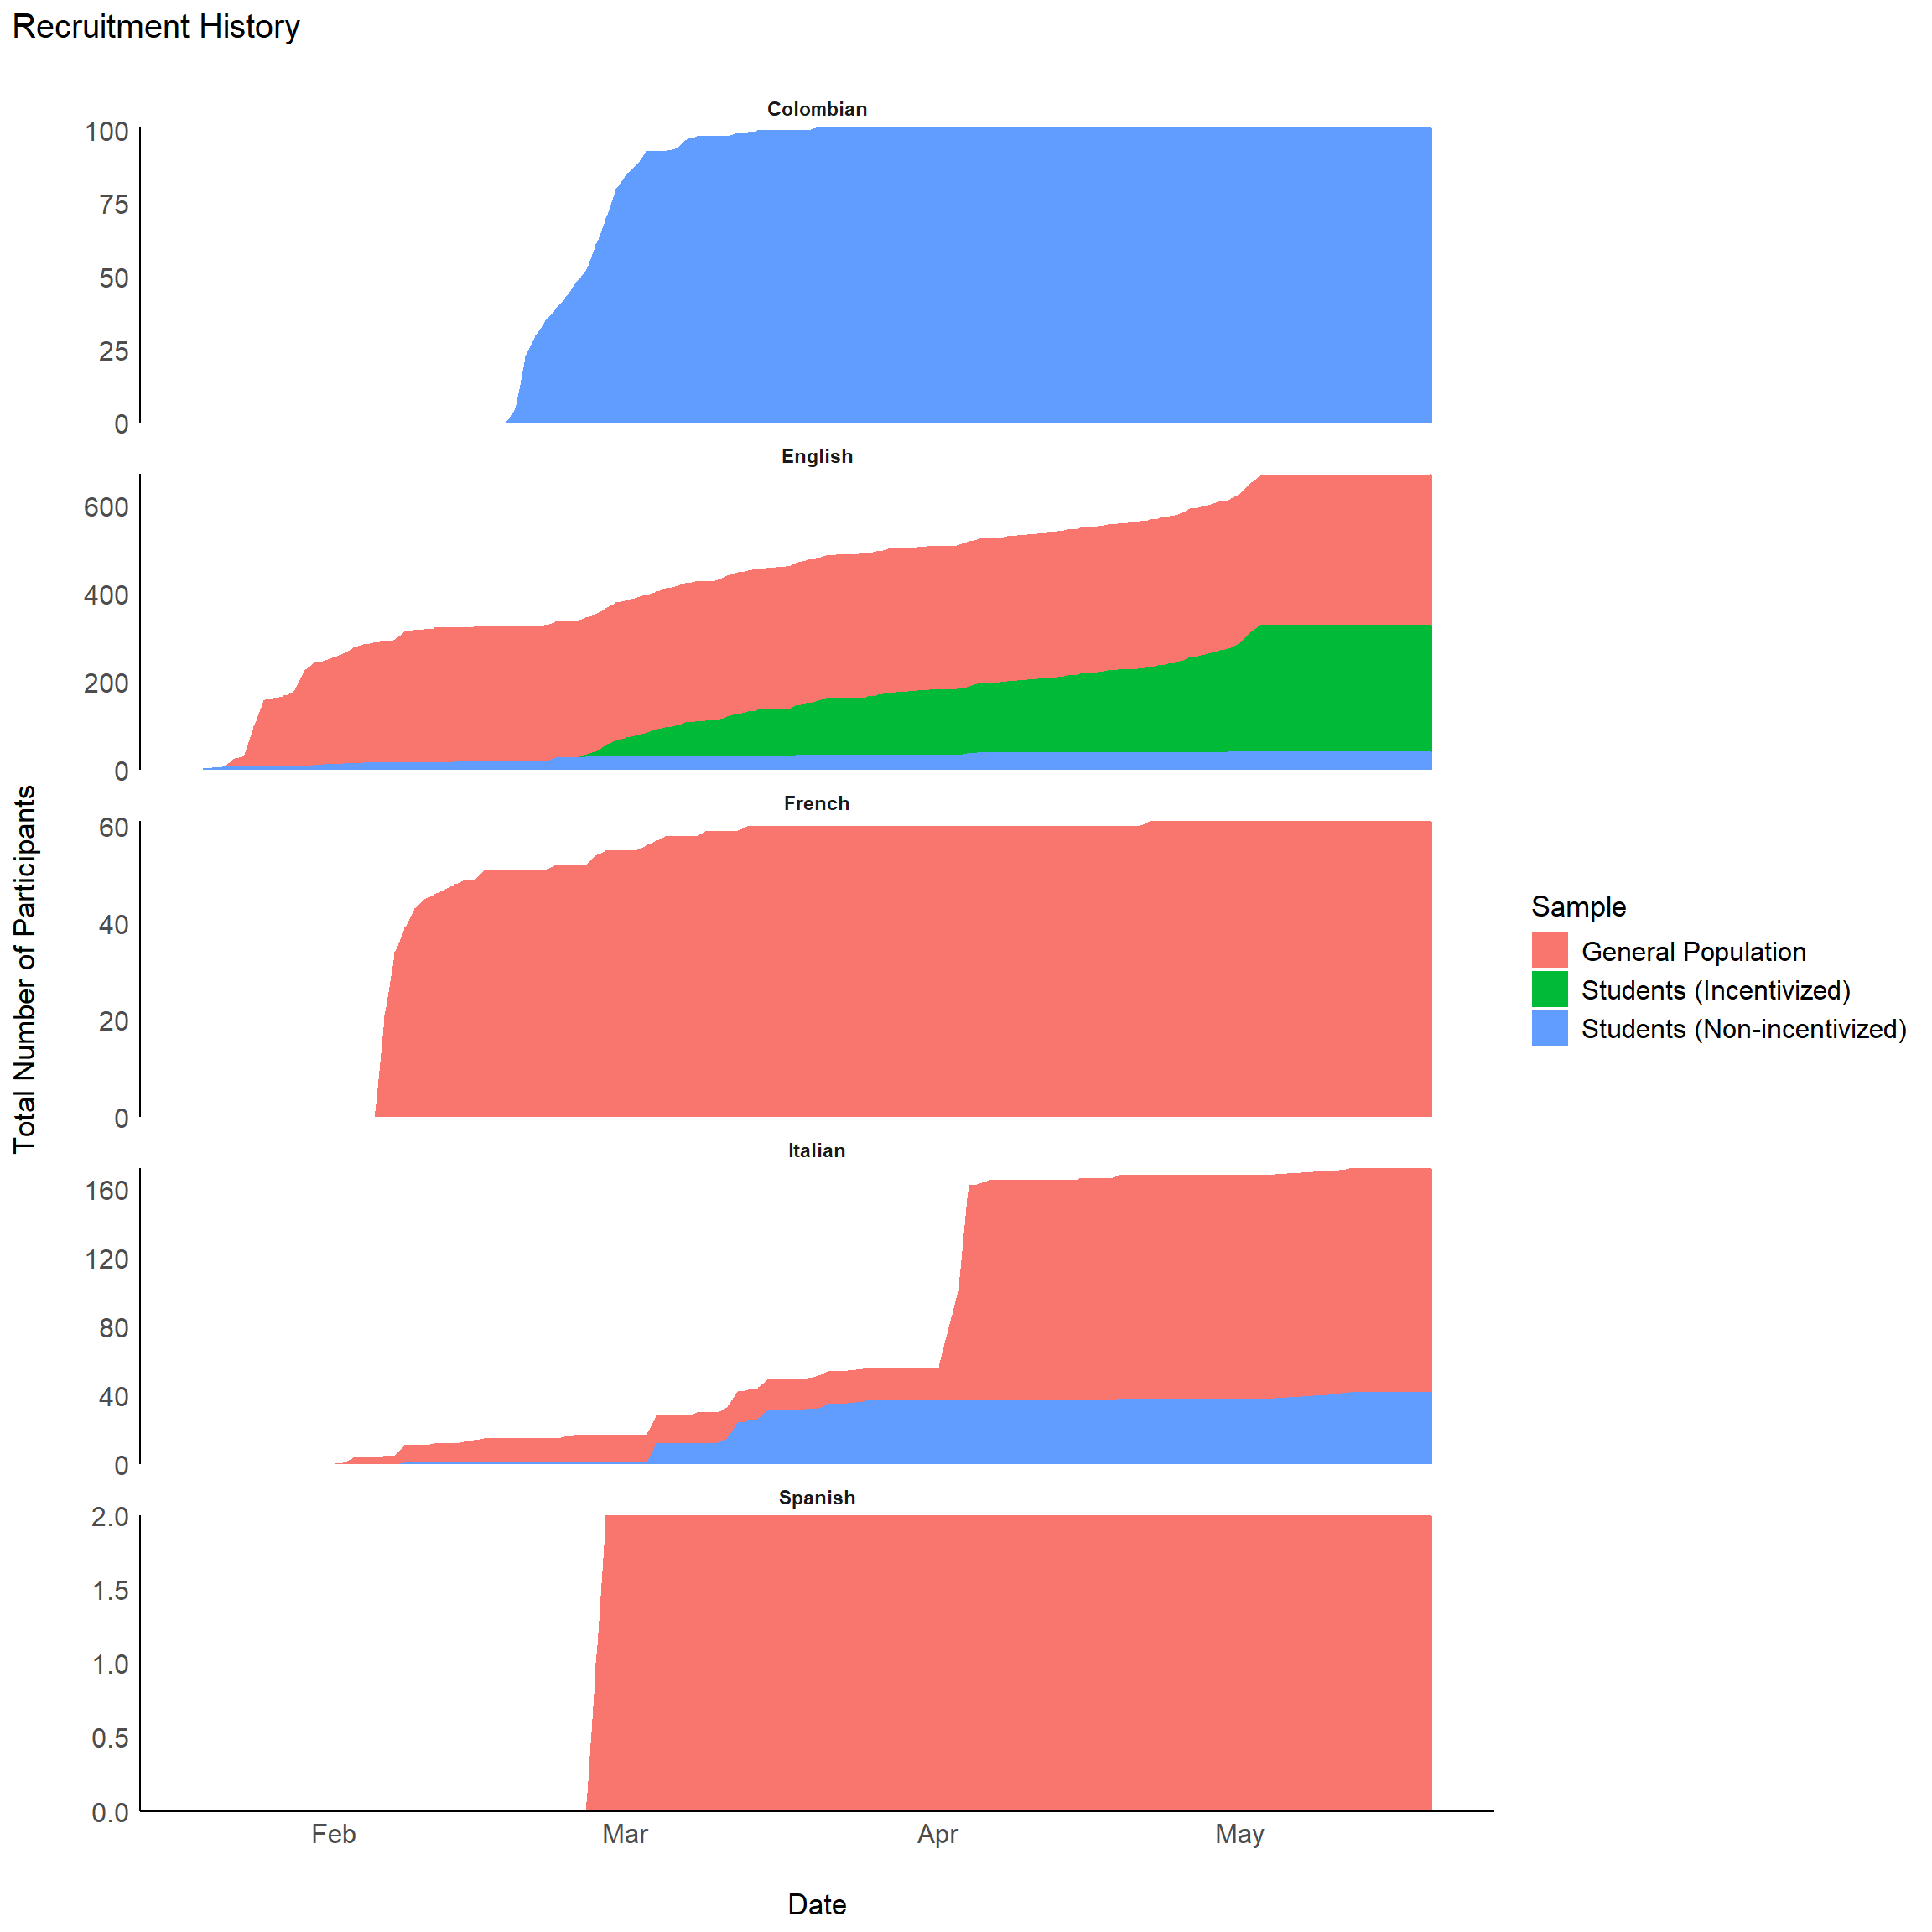 Recruitment History
Colombian
100
75
50
25
0
English
600
400
200
0
French
60
40
20
0
Italian
160
120
80
40
0
Spanish
2.0
1.5
1.0
0.5
0.0
Feb Mar Apr May
Date
Total Number of Participants
Sample
General Population
Students (Incentivized)
Students (Non-incentivized)